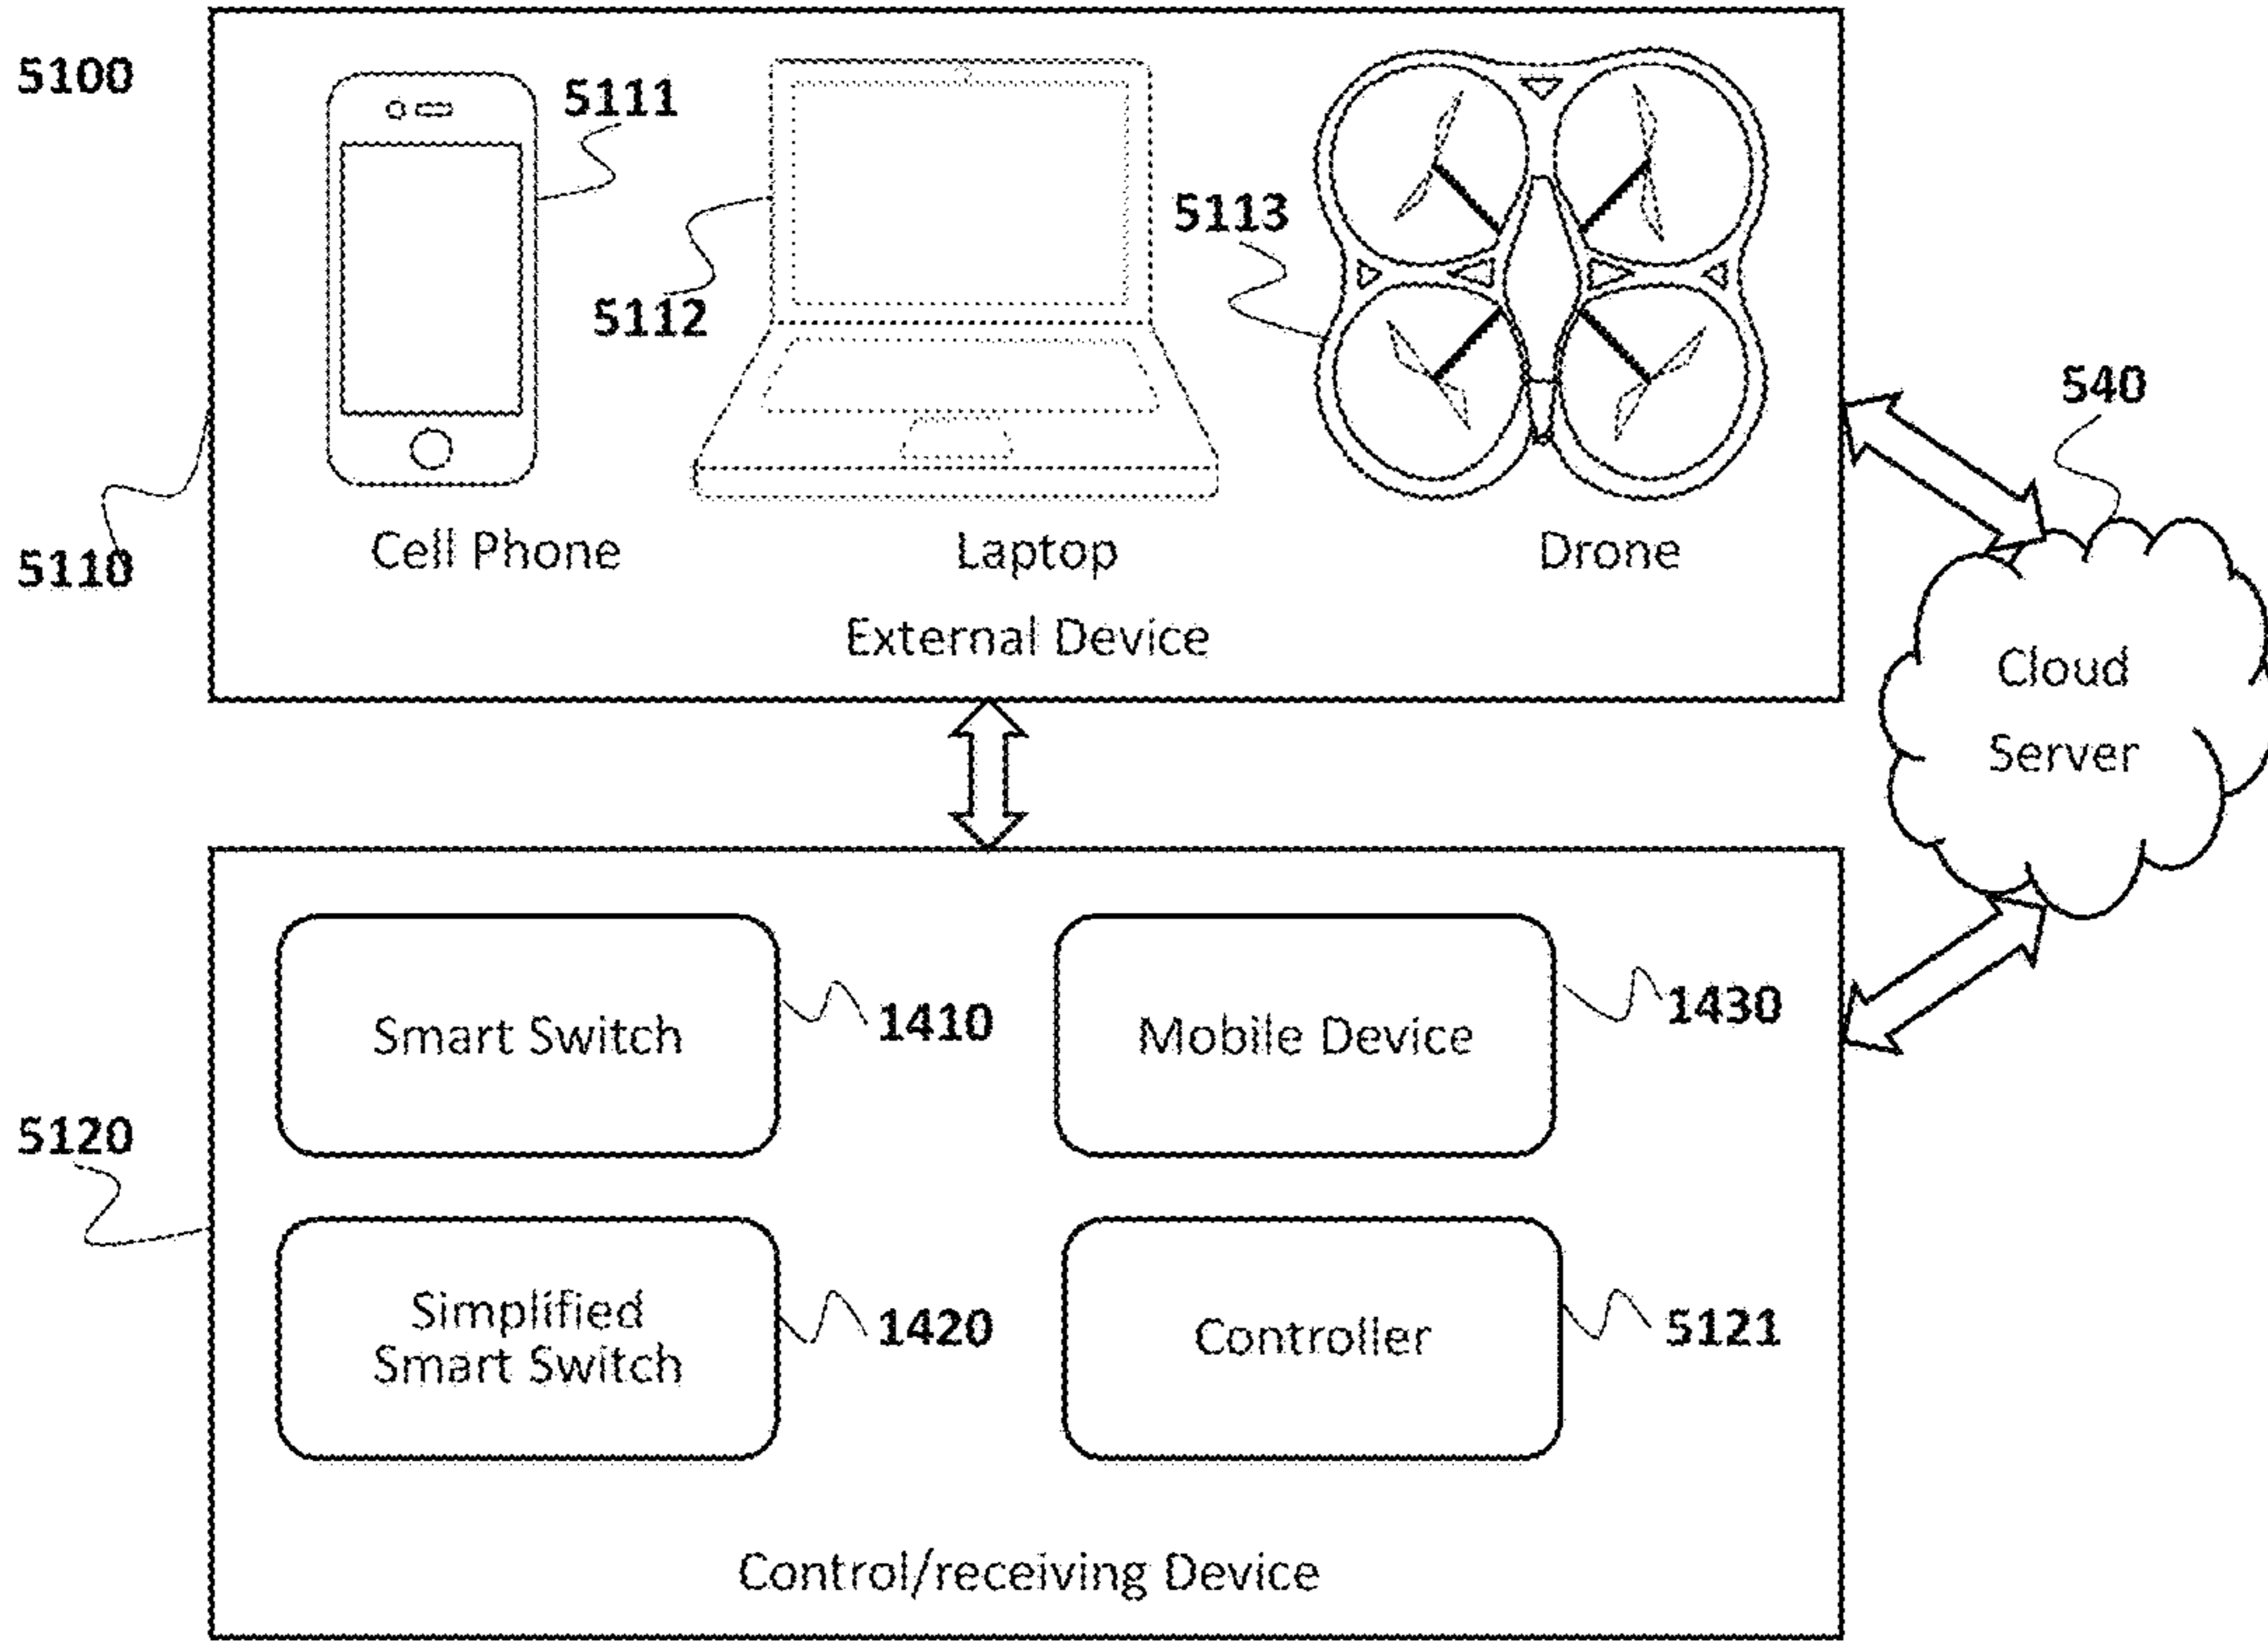 5100
5111
5112
5113
5110
Cell Phone
Laptop
Drone
External Device
540
Cloud
Server
Smart Switch
1410
Mobile Device
1430
5120
Simplified
Smart Switch
1420
Controller
5121
Control/receiving Device